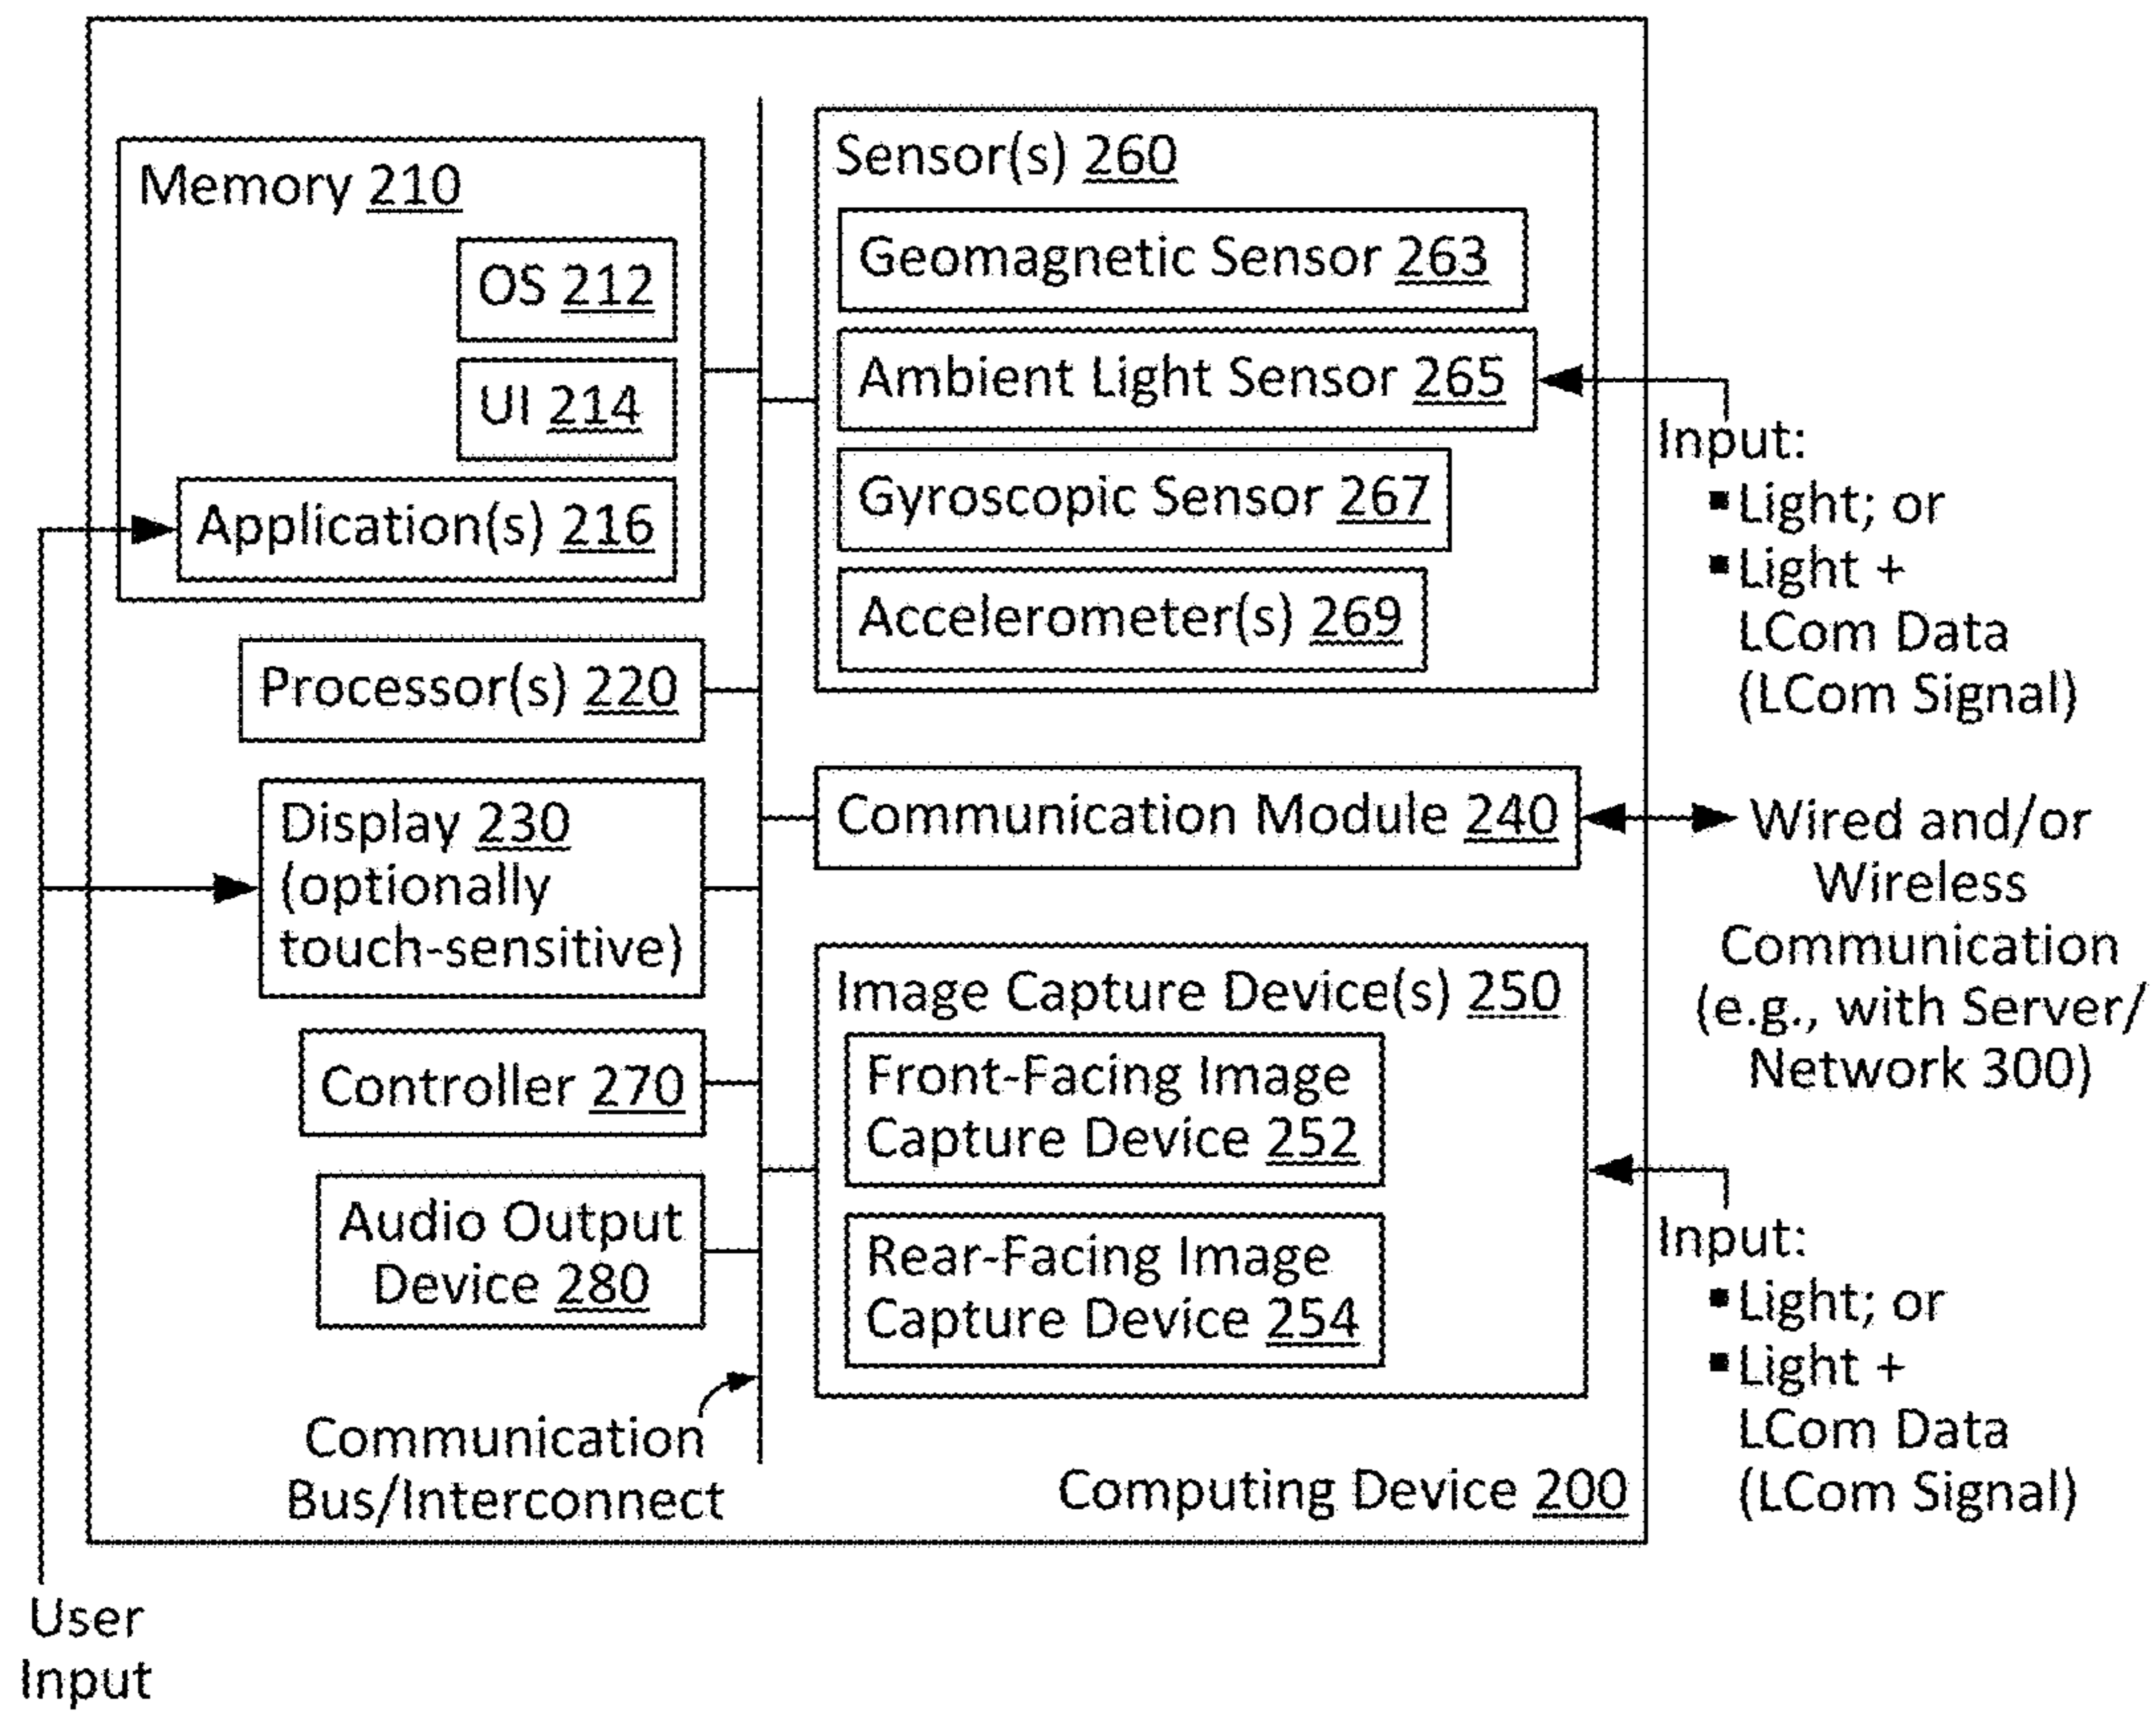 Memory 210
OS 212
UI 214
Application(s) 216
Processor(s) 220
Display 230
(optionally
touch-sensitive)
Controller 270
Audio Output
Device 280
Communication
Bus/Interconnect
Sensor(s) 260
Geomagnetic Sensor 263
Ambient Light Sensor 265
Gyroscopic Sensor 267
Accelerometer(s) 269
Communication Module 240
Image Capture Device(s) 250
Front-Facing Image
Capture Device 252
Rear-Facing Image
Capture Device 254
Computing Device 200
Input:
▪Light; or
▪Light +
LCom Data
(LCom Signal)
Wired and/or
Wireless
Communication
(e.g., with Server/
Network 300)
Input:
▪Light; or
▪Light +
LCom Data
(LCom Signal)
User
Input